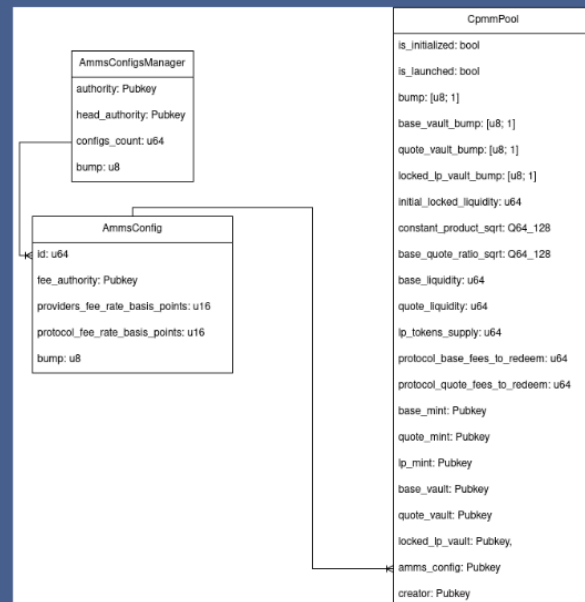 AmmsConfigsManager
authority: Pubkey
head_authority: Pubkey
configs_count: u64
bump: u8
AmmsConfig
id: u64
fee_authority: Pubkey
providers_fee_rate_basis_points: u16
protocol_fee_rate_basis_points: u16
bump: u8
CpmmPool
is_initialized: bool
is_launched: bool
bump: [u8; 1]
base_vault_bump: [u8; 1]
quote_vault_bump: [u8; 1]
locked_lp_vault_bump: [u8; 1]
initial_locked_liquidity: u64
constant_product_sqrt: Q64_128
base_quote_ratio_sqrt: Q64_128
base_liquidity: u64
quote_liquidity: u64
lp_tokens_supply: u64
protocol_base_fees_to_redeem: u64
protocol_quote_fees_to_redeem: u64
base_mint: Pubkey
quote_mint: Pubkey
lp_mint: Pubkey
base_vault: Pubkey
quote_vault: Pubkey
locked_lp_vault: Pubkey,
amms_config: Pubkey
creator: Pubkey